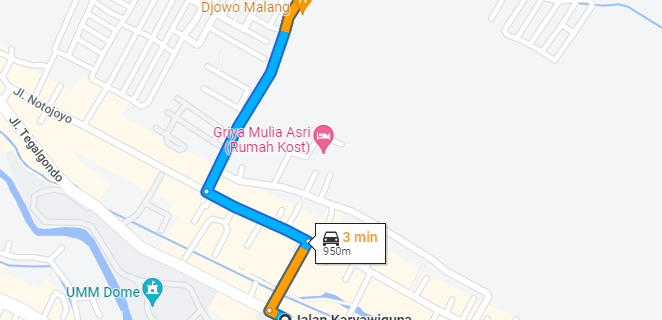 Djowo Malang
Jl. Notojoyo
Jl. Tegalgondo
Griya Mulia Asri
(Rumah Kost)
3 min
950m
UMM Dome
Jalan Karyawiguna